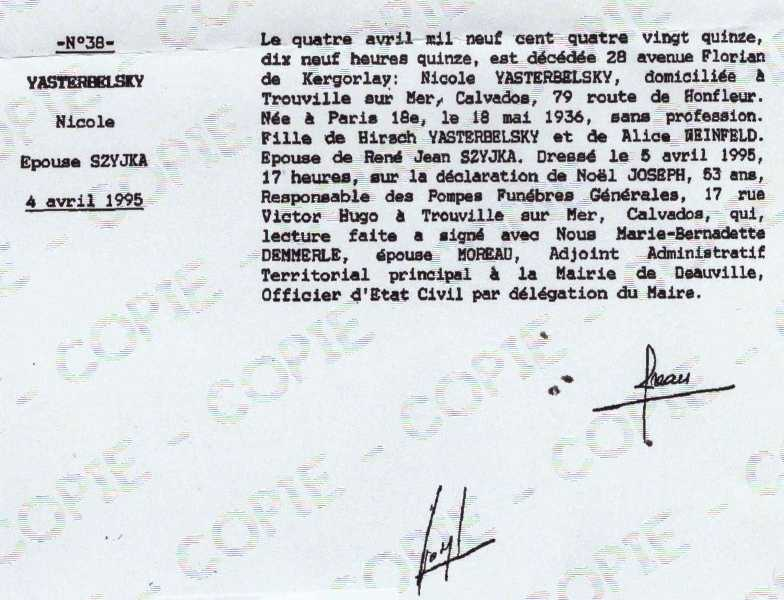 -N°38-
YASTERBELSKY
Nicole
Epouse SZYJKA
4 avril 1995
Le quatre avril mil neuf cent quatre vingt quinze,
dix neuf heures quinze, est décédée 28 avenue Florian
de Kergorlay: Nicole YASTERBELSKY, domiciliée à
Trouville sur Mer, Calvados, 79 route de Honfleur.
Née à Paris 18e, le 18 mai 1936, sans profession.
Fille de Hirsch YASTERBELSKY et de Alice WEINFELD.
Epouse de René Jean SZYJKA. Dressé le 5 avril 1995,
17 heures, sur la déclaration de Noël JOSEPH, 53 ans,
Responsable des Pompes Funébres Générales, 17 rue
Victor Hugo à Trouville sur Mer, Calvados, qui,
lecture faite a signé avec Nous Marie-Bernadette
DEMMERLE, épouse MOREAU, Adjoint Administratif
Territorial principal à la Mairie de Deauville,
Officier d'Etat Civil par délégation du Maire.
COPIE - COPIE - COPIE